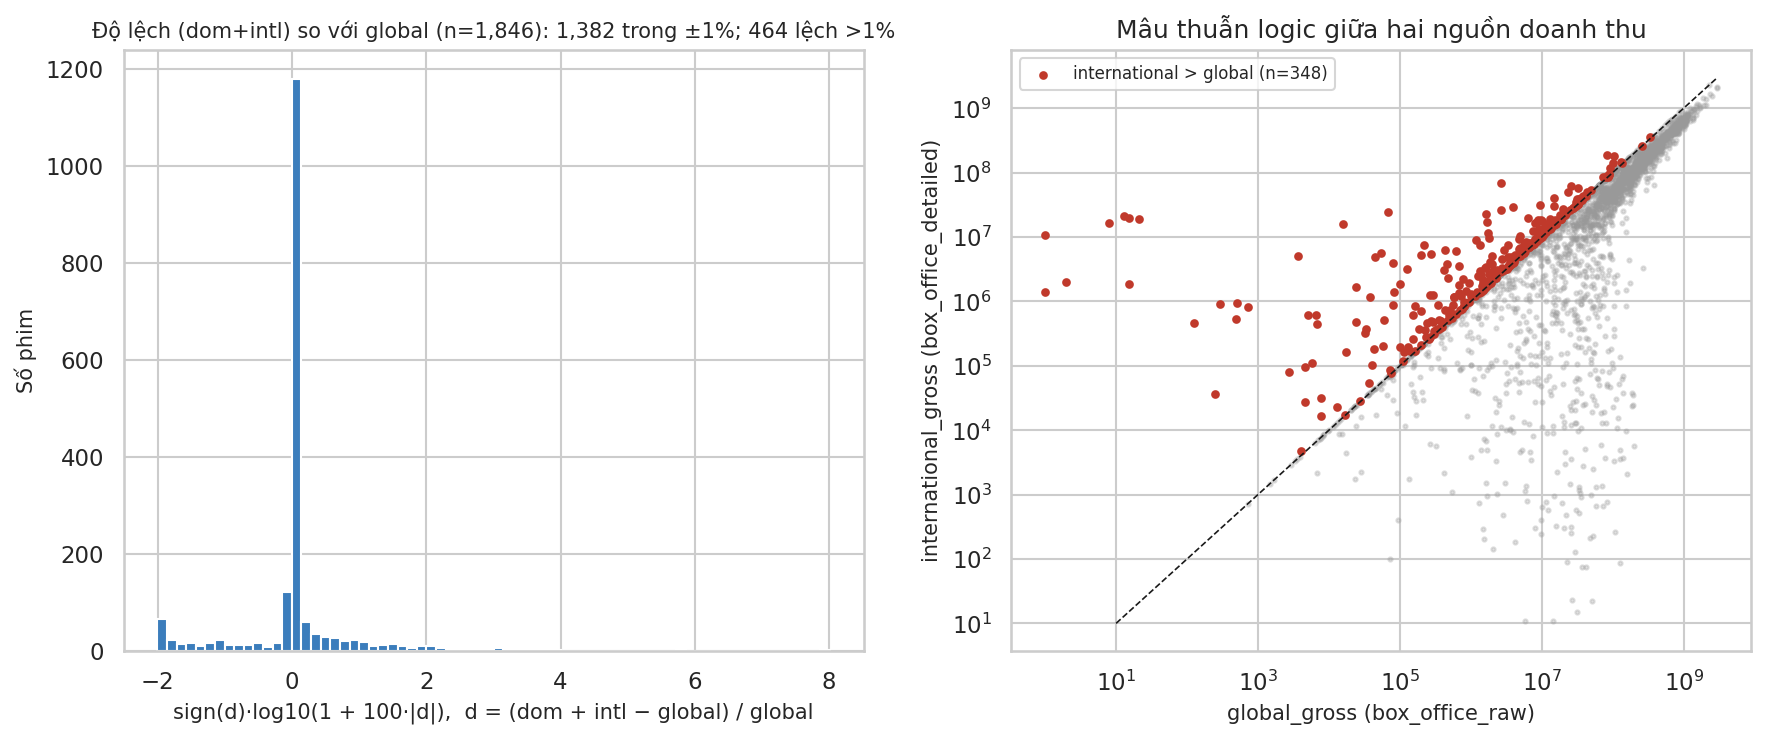 Độ lệch (dom+intl) so với global (n=1,846): 1,382 trong ±1%; 464 lệch >1%
1200
1000
800
600
400
200
0
Số phim
−2 0 2 4 6 8
sign(d)·log10(1 + 100·|d|),  d = (dom + intl − global) / global
Mâu thuẫn logic giữa hai nguồn doanh thu
international > global (n=348)
10⁹
10⁸
10⁷
10⁶
10⁵
10⁴
10³
10²
10¹
international_gross (box_office_detailed)
10¹ 10³ 10⁵ 10⁷ 10⁹
global_gross (box_office_raw)